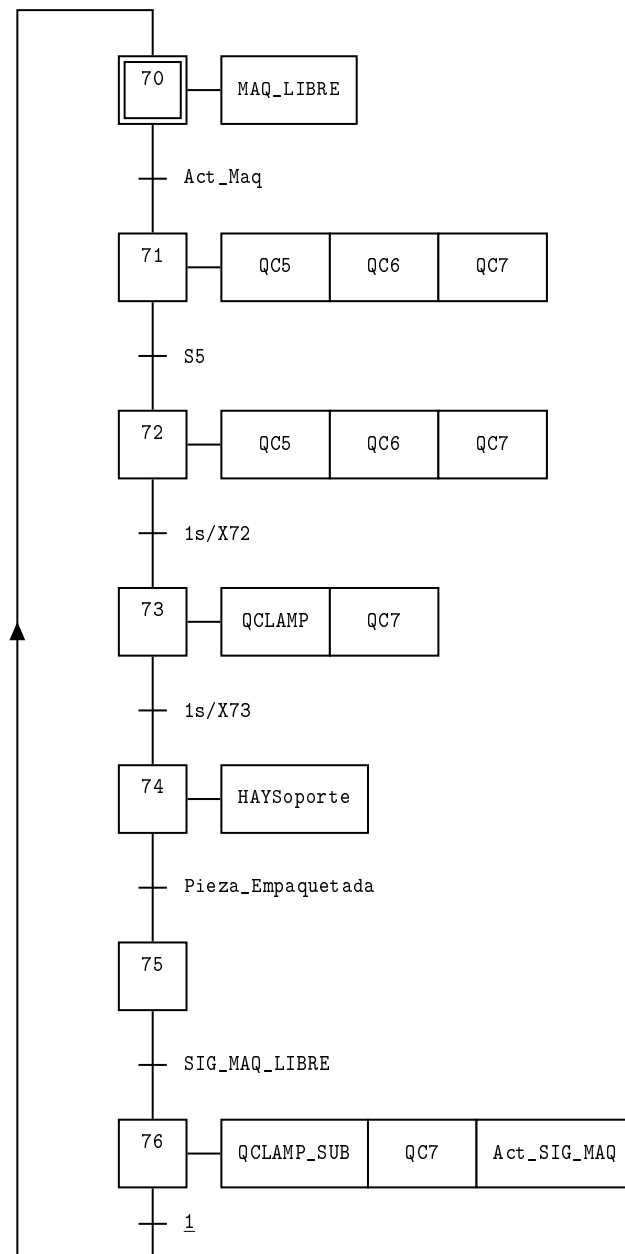 70 MAQ_LIBRE
Act_Maq
71 QC5 QC6 QC7
S5
72 QC5 QC6 QC7
1s/X72
73 QCLAMP QC7
1s/X73
74 HAYSoporte
Pieza_Empaquetada
75
SIG_MAQ_LIBRE
76 QCLAMP_SUB QC7 Act_SIG_MAQ
1